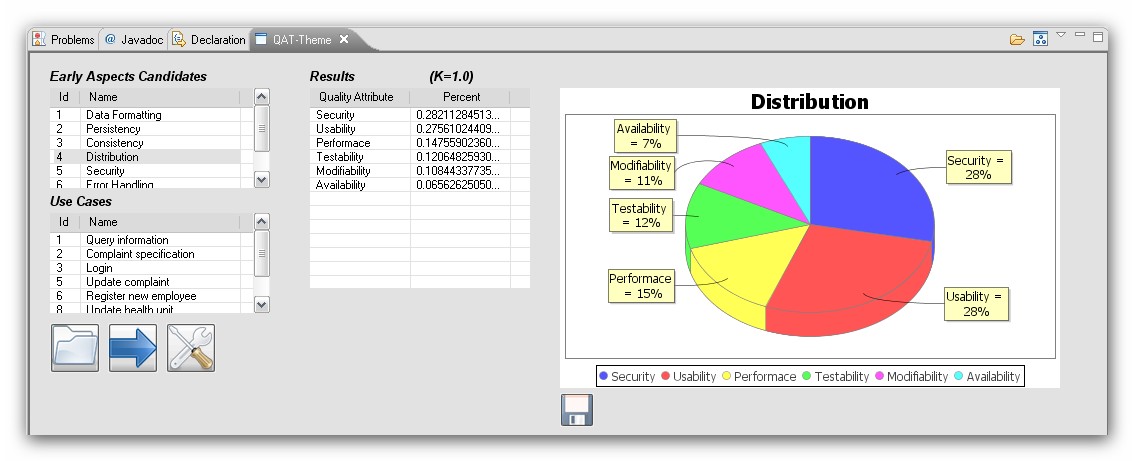 Problems @ Javadoc Declaration QAT-Theme
Early Aspects Candidates
Id Name
1 Data Formatting
2 Persistency
3 Consistency
4 Distribution
5 Security
6 Error Handling
Use Cases
Id Name
1 Query information
2 Complaint specification
3 Login
5 Update complaint
6 Register new employee
8 Update health unit
Results (K=1.0)
Quality Attribute Percent
Security 0.28211284513...
Usability 0.27561024409...
Performace 0.14755902360...
Testability 0.12064825930...
Modifiability 0.10844337735...
Availability 0.06562625050...
Distribution
Availability
= 7%
Modifiability
= 11%
Testability
= 12%
Performace
= 15%
Security =
28%
Usability =
28%
Security Usability Performace Testability Modifiability Availability